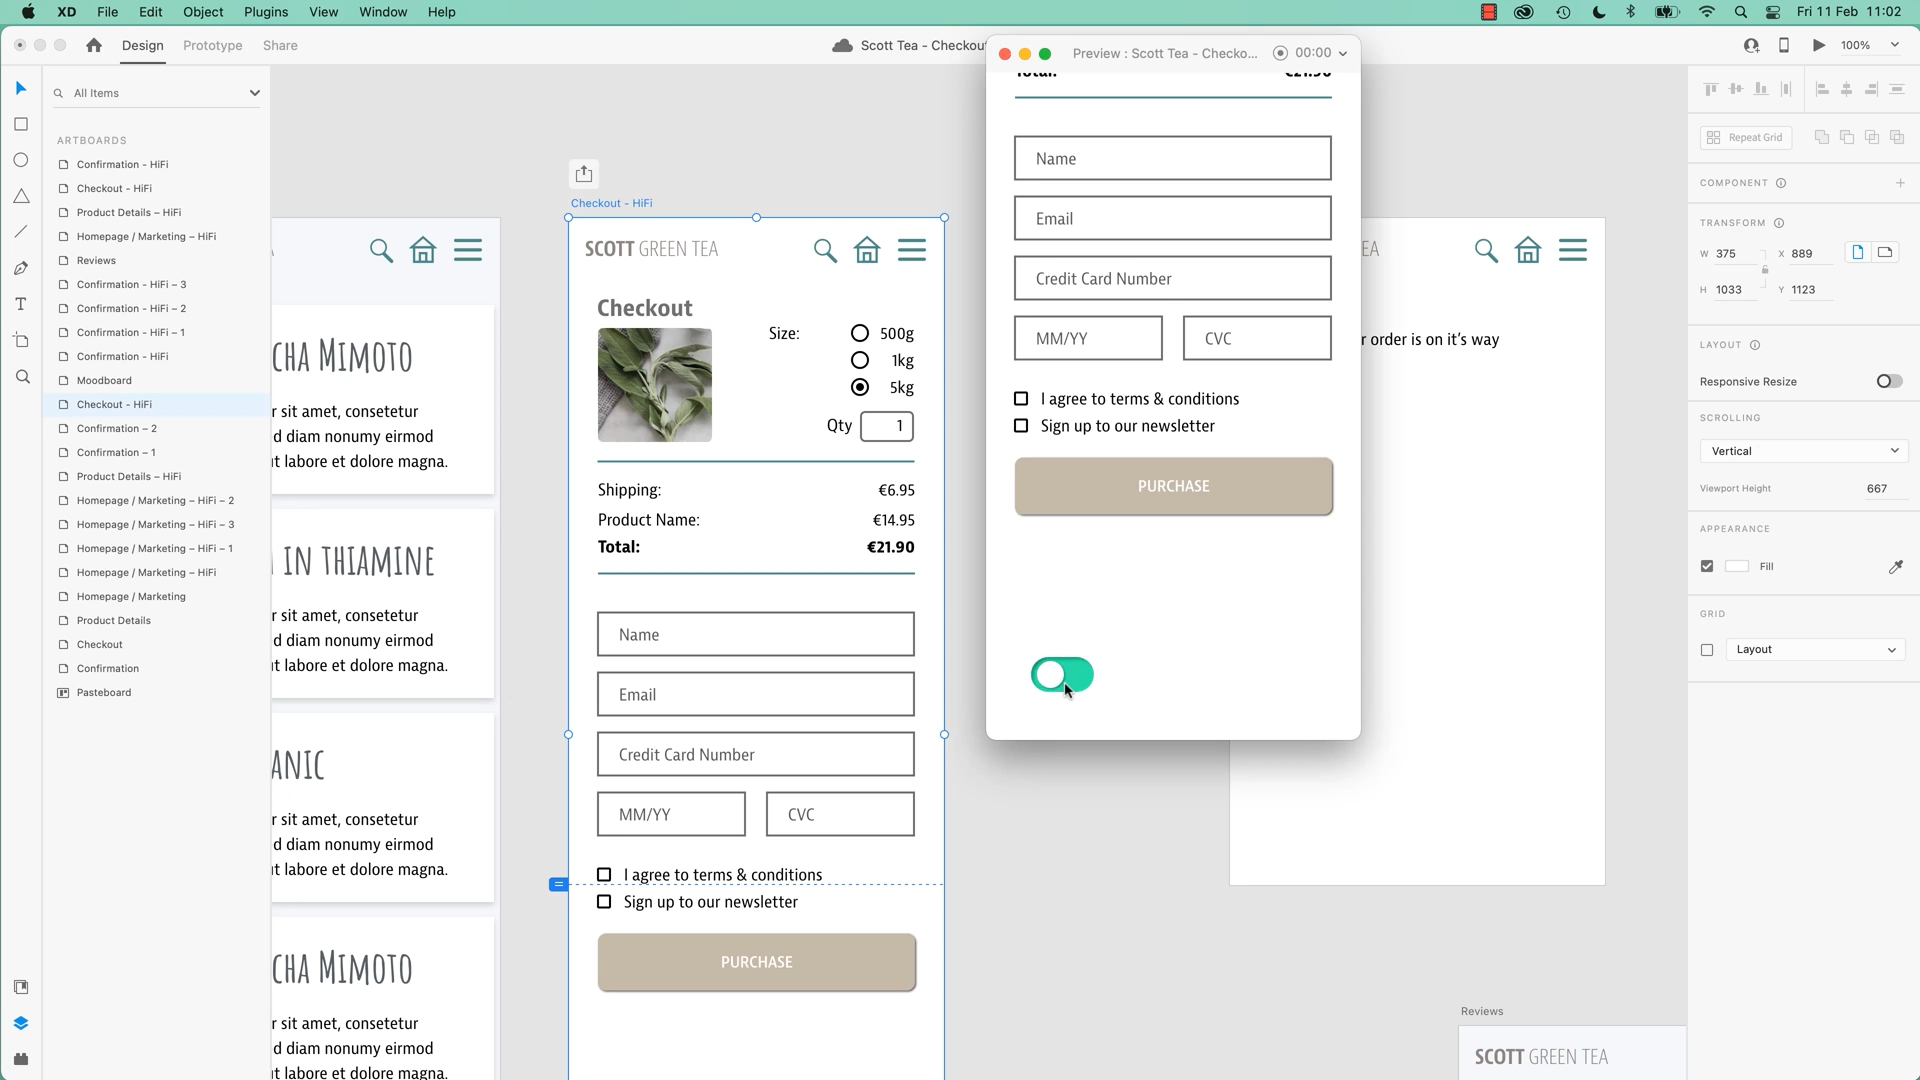 XD File Edit Object Plugins View Window Help
Fri 11 Feb 11:02
Design Prototype Share
Scott Tea - Checkou
100%
All Items
ARTBOARDS
Confirmation - HiFi
Checkout - HiFi
Product Details – HiFi
Homepage / Marketing – HiFi
Reviews
Confirmation - HiFi – 3
Confirmation - HiFi – 2
Confirmation - HiFi – 1
Confirmation - HiFi
Moodboard
Checkout - HiFi
Confirmation – 2
Confirmation – 1
Product Details – HiFi
Homepage / Marketing – HiFi – 2
Homepage / Marketing – HiFi – 3
Homepage / Marketing – HiFi – 1
Homepage / Marketing – HiFi
Homepage / Marketing
Product Details
Checkout
Confirmation
Pasteboard
CHA MIMOTO
r sit amet, consetetur
d diam nonumy eirmod
ut labore et dolore magna.
IN THIAMINE
r sit amet, consetetur
d diam nonumy eirmod
ut labore et dolore magna.
ANIC
r sit amet, consetetur
d diam nonumy eirmod
ut labore et dolore magna.
CHA MIMOTO
r sit amet, consetetur
d diam nonumy eirmod
ut labore et dolore magna.
Checkout - HiFi
SCOTT GREEN TEA
Checkout
Size: 500g
1kg
5kg
Qty 1
Shipping: €6.95
Product Name: €14.95
Total: €21.90
Name
Email
Credit Card Number
MM/YY CVC
I agree to terms & conditions
Sign up to our newsletter
PURCHASE
Preview : Scott Tea - Checko... 00:00
Total: €21.90
Name
Email
Credit Card Number
MM/YY CVC
I agree to terms & conditions
Sign up to our newsletter
PURCHASE
EA
r order is on it's way
Reviews
SCOTT GREEN TEA
Repeat Grid
COMPONENT
TRANSFORM
W 375 X 889
H 1033 Y 1123
LAYOUT
Responsive Resize
SCROLLING
Vertical
Viewport Height 667
APPEARANCE
Fill
GRID
Layout